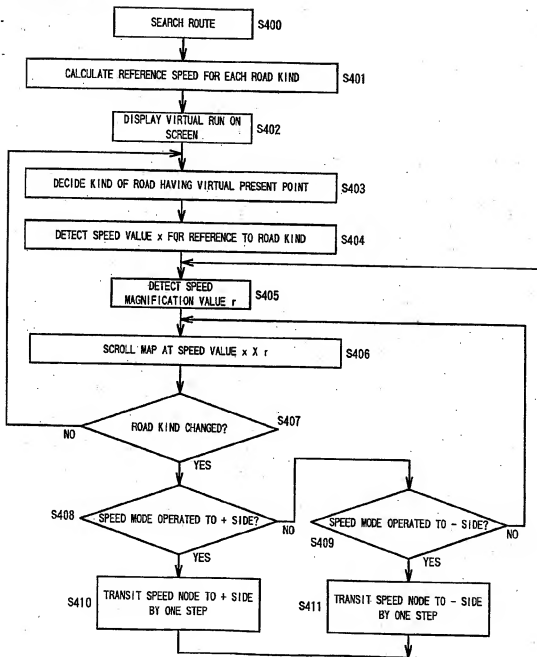 SEARCH ROUTE
S400
CALCULATE REFERENCE SPEED FOR EACH ROAD KIND
S401
DISPLAY VIRTUAL RUN ON
SCREEN
S402
DECIDE KIND OF ROAD HAVING VIRTUAL PRESENT POINT
S403
DETECT SPEED VALUE x FOR REFERENCE TO ROAD KIND
S404
DETECT SPEED
MAGNIFICATION VALUE r
S405
SCROLL MAP AT SPEED VALUE x X r
S406
ROAD KIND CHANGED?
S407
NO
YES
S408
SPEED MODE OPERATED TO + SIDE?
NO
YES
SPEED MODE OPERATED TO - SIDE?
S409
NO
YES
S410
TRANSIT SPEED NODE TO + SIDE
BY ONE STEP
S411
TRANSIT SPEED NODE TO - SIDE
BY ONE STEP